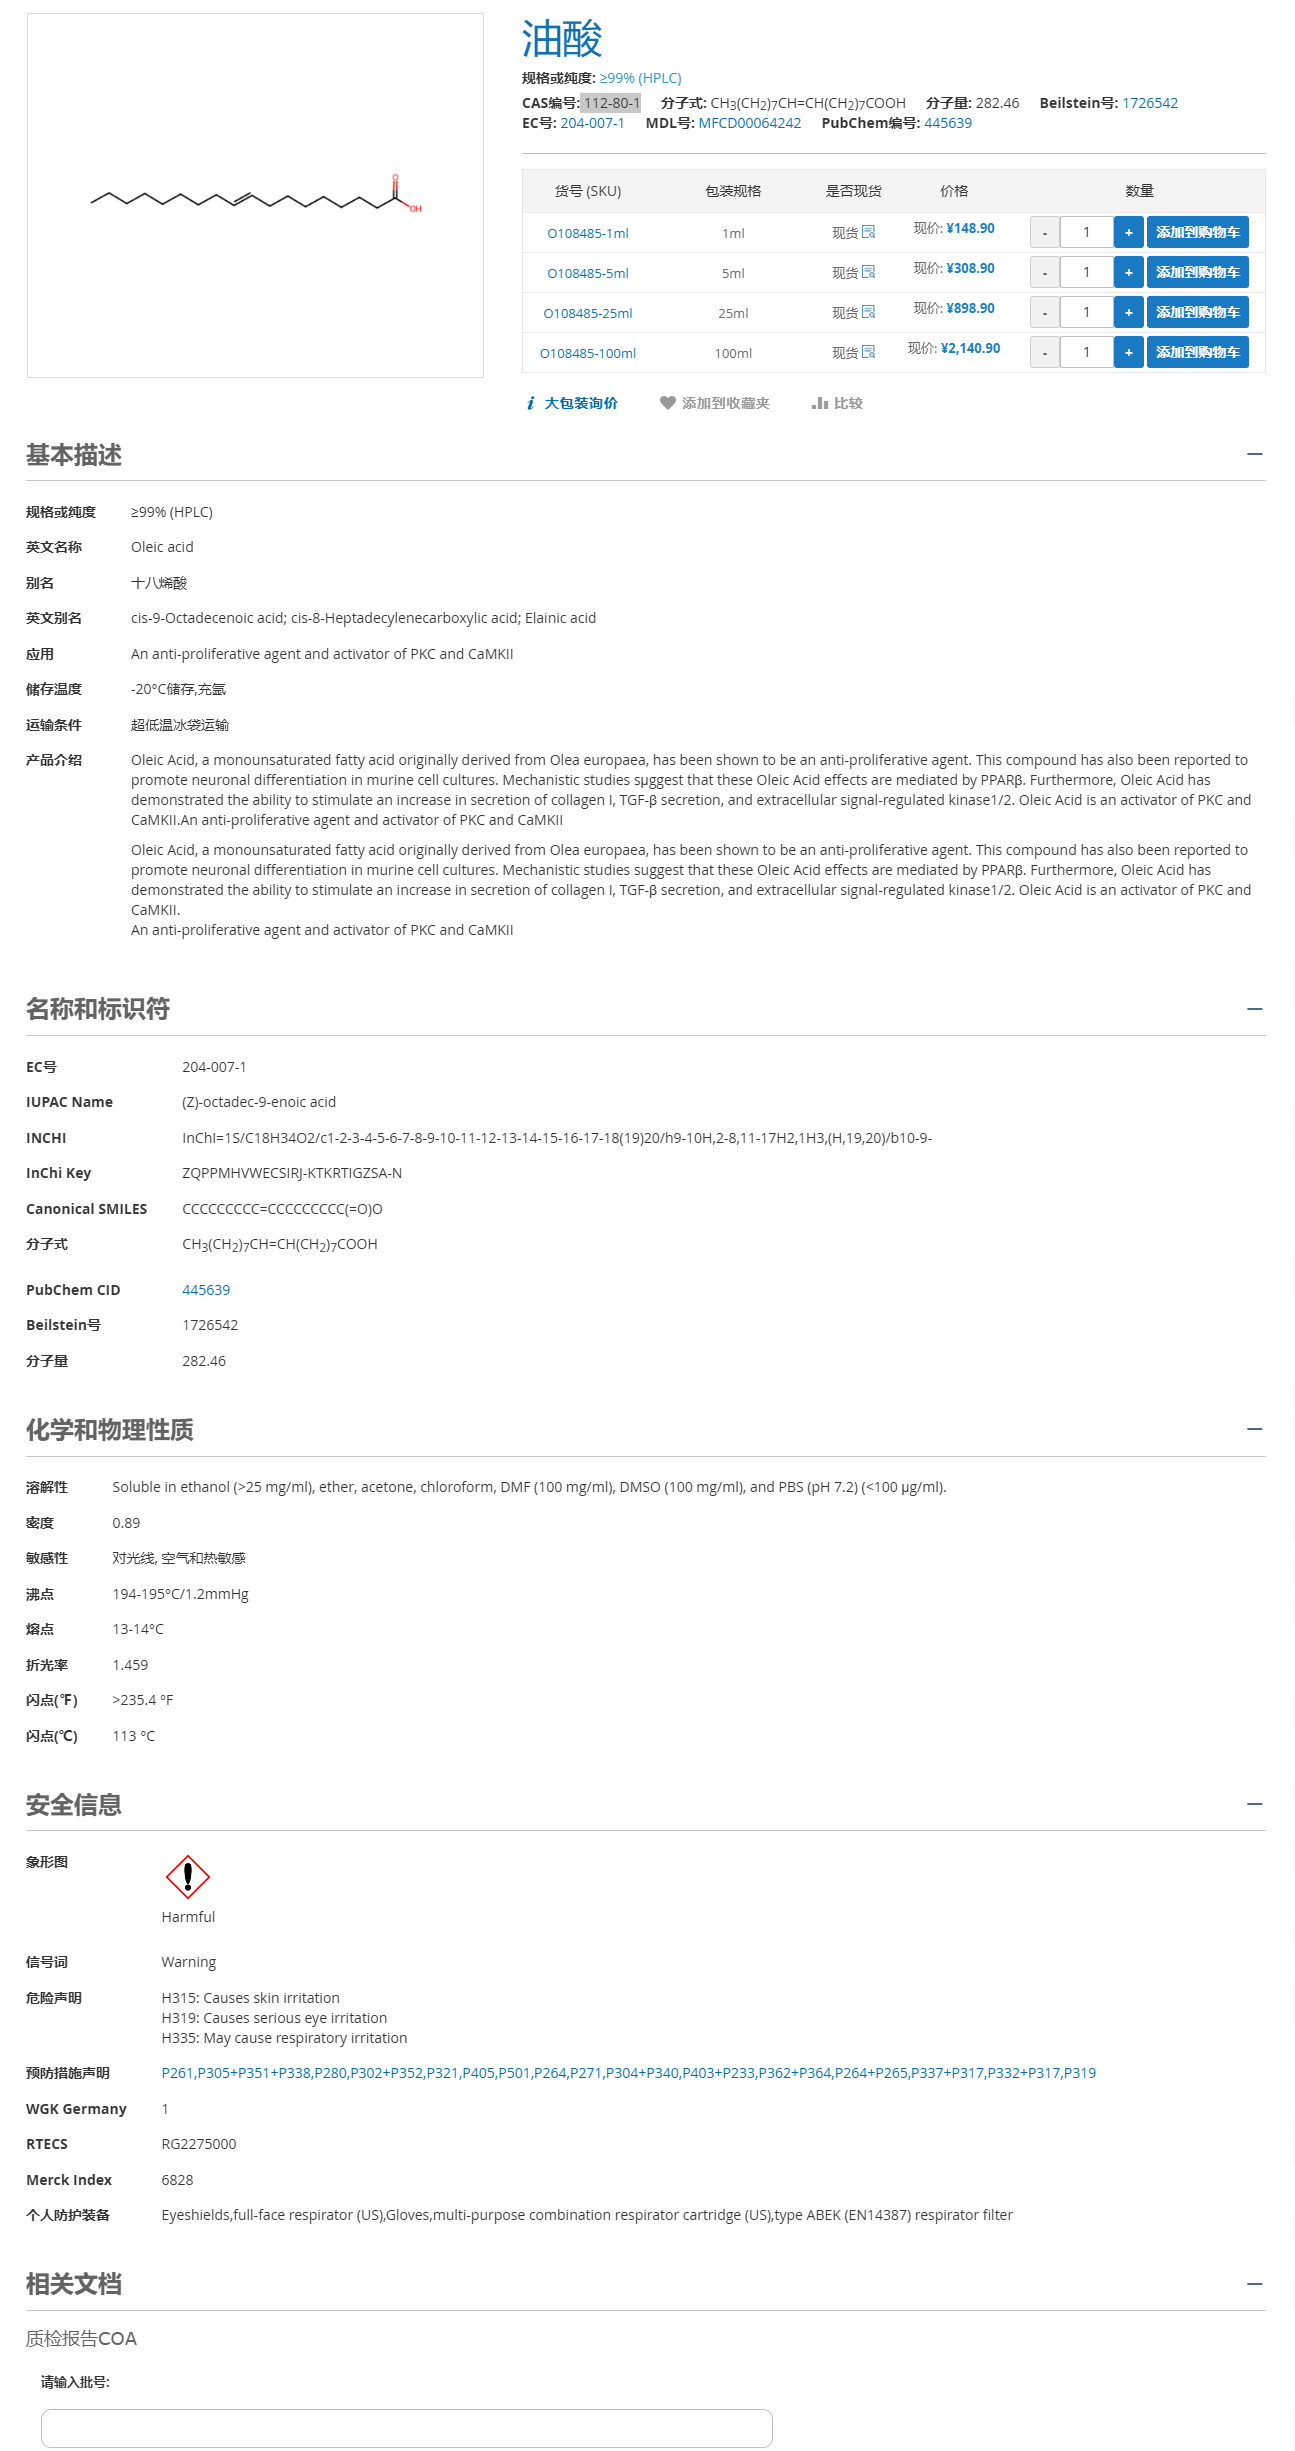 油酸
规格或纯度: ≥99% (HPLC)
CAS编号: 112-80-1 分子式: CH3(CH2)7CH=CH(CH2)7COOH 分子量: 282.46 Beilstein号: 1726542
EC号: 204-007-1 MDL号: MFCD00064242 PubChem编号: 445639
O
OH
货号 (SKU) 包装规格 是否现货 价格 数量
O108485-1ml 1ml 现货 现价: ¥148.90 - 1 + 添加到购物车
O108485-5ml 5ml 现货 现价: ¥308.90 - 1 + 添加到购物车
O108485-25ml 25ml 现货 现价: ¥898.90 - 1 + 添加到购物车
O108485-100ml 100ml 现货 现价: ¥2,140.90 - 1 + 添加到购物车
i 大包装询价 添加到收藏夹 比较
基本描述
规格或纯度 ≥99% (HPLC)
英文名称 Oleic acid
别名 十八烯酸
英文别名 cis-9-Octadecenoic acid; cis-8-Heptadecylenecarboxylic acid; Elainic acid
应用 An anti-proliferative agent and activator of PKC and CaMKII
储存温度 -20°C储存,充氩
运输条件 超低温冰袋运输
产品介绍 Oleic Acid, a monounsaturated fatty acid originally derived from Olea europaea, has been shown to be an anti-proliferative agent. This compound has also been reported to
promote neuronal differentiation in murine cell cultures. Mechanistic studies sµggest that these Oleic Acid effects are mediated by PPARβ. Furthermore, Oleic Acid has
demonstrated the ability to stimulate an increase in secretion of collagen I, TGF-β secretion, and extracellular signal-regulated kinase1/2. Oleic Acid is an activator of PKC and
CaMKII.An anti-proliferative agent and activator of PKC and CaMKII
Oleic Acid, a monounsaturated fatty acid originally derived from Olea europaea, has been shown to be an anti-proliferative agent. This compound has also been reported to
promote neuronal differentiation in murine cell cultures. Mechanistic studies suggest that these Oleic Acid effects are mediated by PPARβ. Furthermore, Oleic Acid has
demonstrated the ability to stimulate an increase in secretion of collagen I, TGF-β secretion, and extracellular signal-regulated kinase1/2. Oleic Acid is an activator of PKC and
CaMKII.
An anti-proliferative agent and activator of PKC and CaMKII
名称和标识符
EC号 204-007-1
IUPAC Name (Z)-octadec-9-enoic acid
INCHI InChI=1S/C18H34O2/c1-2-3-4-5-6-7-8-9-10-11-12-13-14-15-16-17-18(19)20/h9-10H,2-8,11-17H2,1H3,(H,19,20)/b10-9-
InChi Key ZQPPMHVWECSIRJ-KTKRTIGZSA-N
Canonical SMILES CCCCCCCCC=CCCCCCCCC(=O)O
分子式 CH3(CH2)7CH=CH(CH2)7COOH
PubChem CID 445639
Beilstein号 1726542
分子量 282.46
化学和物理性质
溶解性 Soluble in ethanol (>25 mg/ml), ether, acetone, chloroform, DMF (100 mg/ml), DMSO (100 mg/ml), and PBS (pH 7.2) (<100 µg/ml).
密度 0.89
敏感性 对光线, 空气和热敏感
沸点 194-195°C/1.2mmHg
熔点 13-14°C
折光率 1.459
闪点(℉) >235.4 °F
闪点(℃) 113 °C
安全信息
象形图
Harmful
信号词 Warning
危险声明 H315: Causes skin irritation
H319: Causes serious eye irritation
H335: May cause respiratory irritation
预防措施声明 P261,P305+P351+P338,P280,P302+P352,P321,P405,P501,P264,P271,P304+P340,P403+P233,P362+P364,P264+P265,P337+P317,P332+P317,P319
WGK Germany 1
RTECS RG2275000
Merck Index 6828
个人防护装备 Eyeshields,full-face respirator (US),Gloves,multi-purpose combination respirator cartridge (US),type ABEK (EN14387) respirator filter
相关文档
质检报告COA
请输入批号: